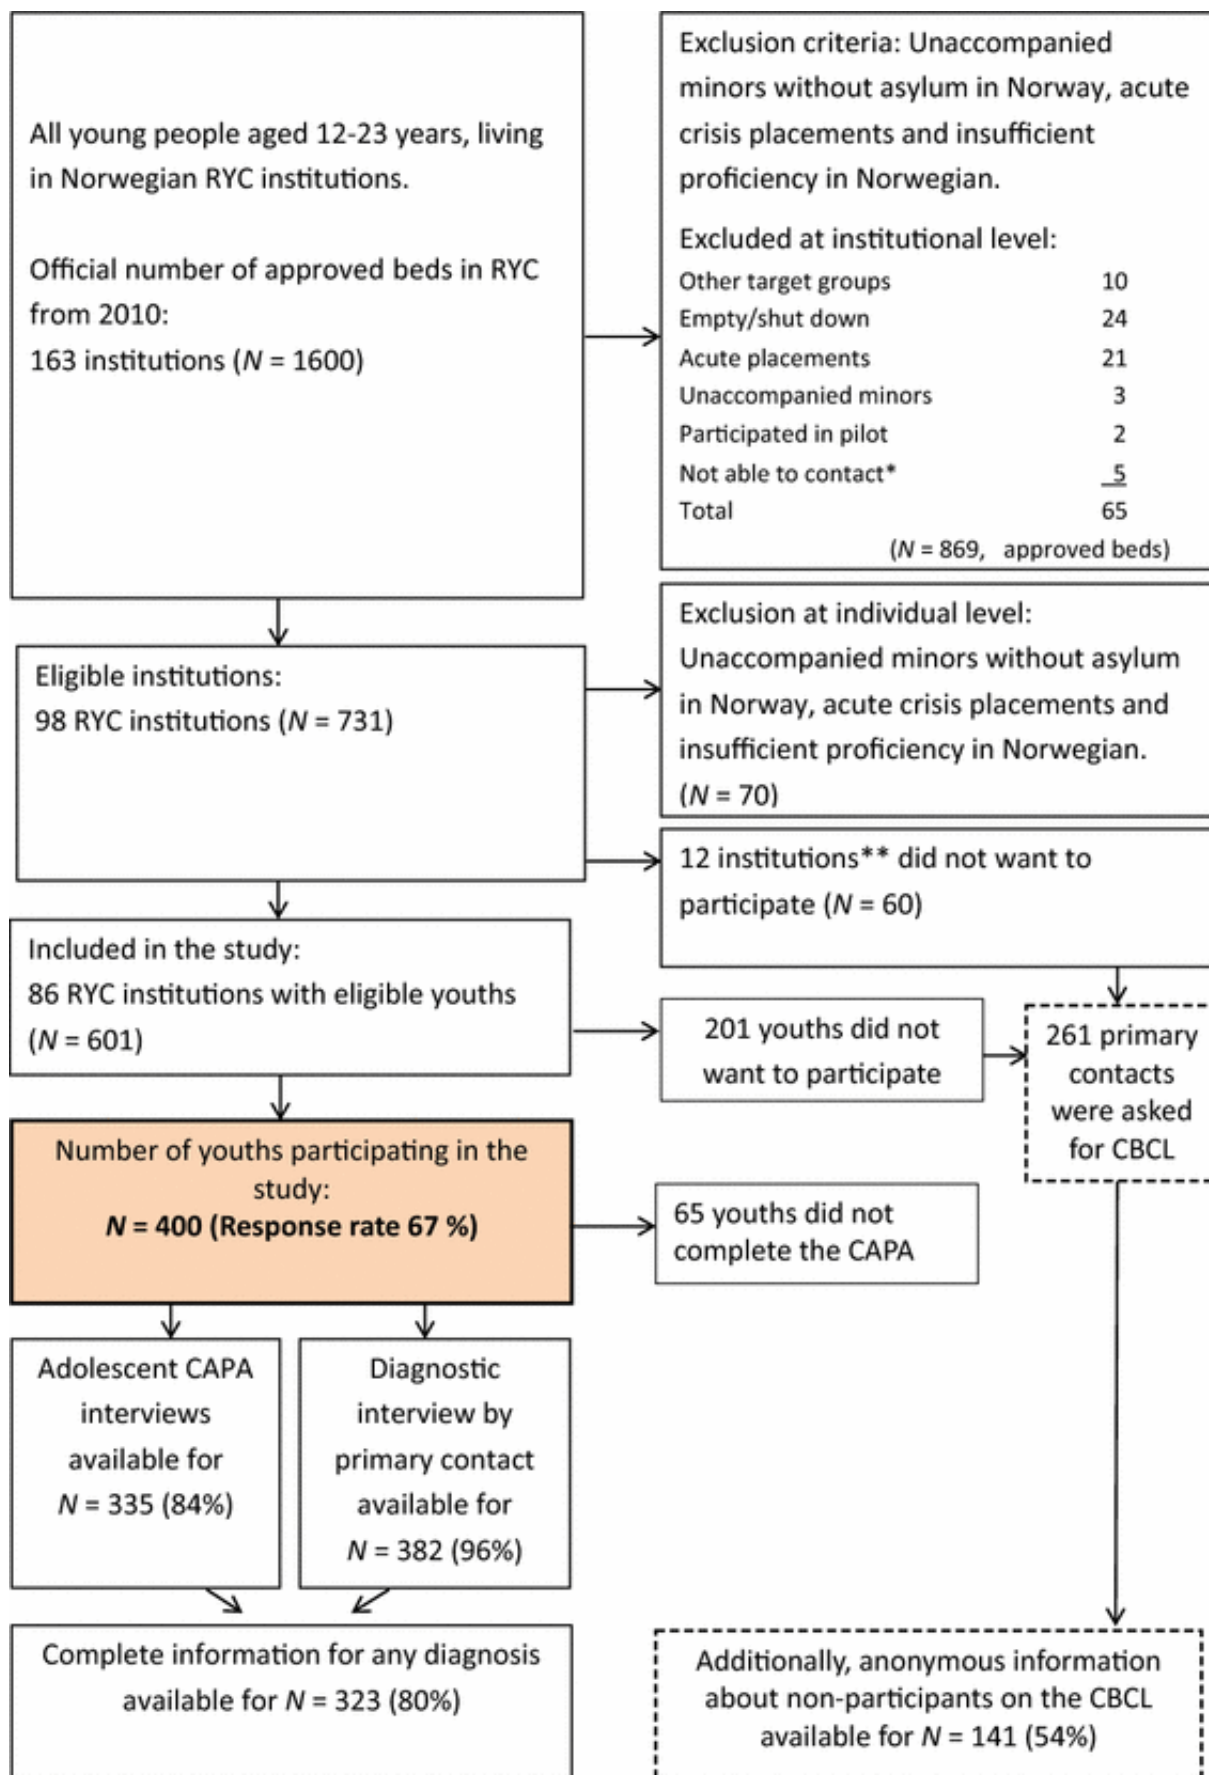 All young people aged 12-23 years, living
in Norwegian RYC institutions.
Official number of approved beds in RYC
from 2010:
163 institutions (N = 1600)
Exclusion criteria: Unaccompanied
minors without asylum in Norway, acute
crisis placements and insufficient
proficiency in Norwegian.
Excluded at institutional level:
Other target groups 10
Empty/shut down 24
Acute placements 21
Unaccompanied minors 3
Participated in pilot 2
Not able to contact* 5
Total 65
(N = 869, approved beds)
Eligible institutions:
98 RYC institutions (N = 731)
Exclusion at individual level:
Unaccompanied minors without asylum
in Norway, acute crisis placements and
insufficient proficiency in Norwegian.
(N = 70)
12 institutions** did not want to
participate (N = 60)
Included in the study:
86 RYC institutions with eligible youths
(N = 601)
201 youths did not
want to participate
261 primary
contacts
were asked
for CBCL
Number of youths participating in the
study:
N = 400 (Response rate 67 %)
65 youths did not
complete the CAPA
Adolescent CAPA
interviews
available for
N = 335 (84%)
Diagnostic
interview by
primary contact
available for
N = 382 (96%)
Complete information for any diagnosis
available for N = 323 (80%)
Additionally, anonymous information
about non-participants on the CBCL
available for N = 141 (54%)